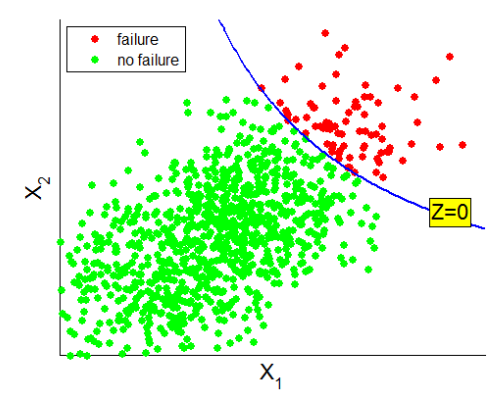 failure
no failure
X₂
Z=0
X₁